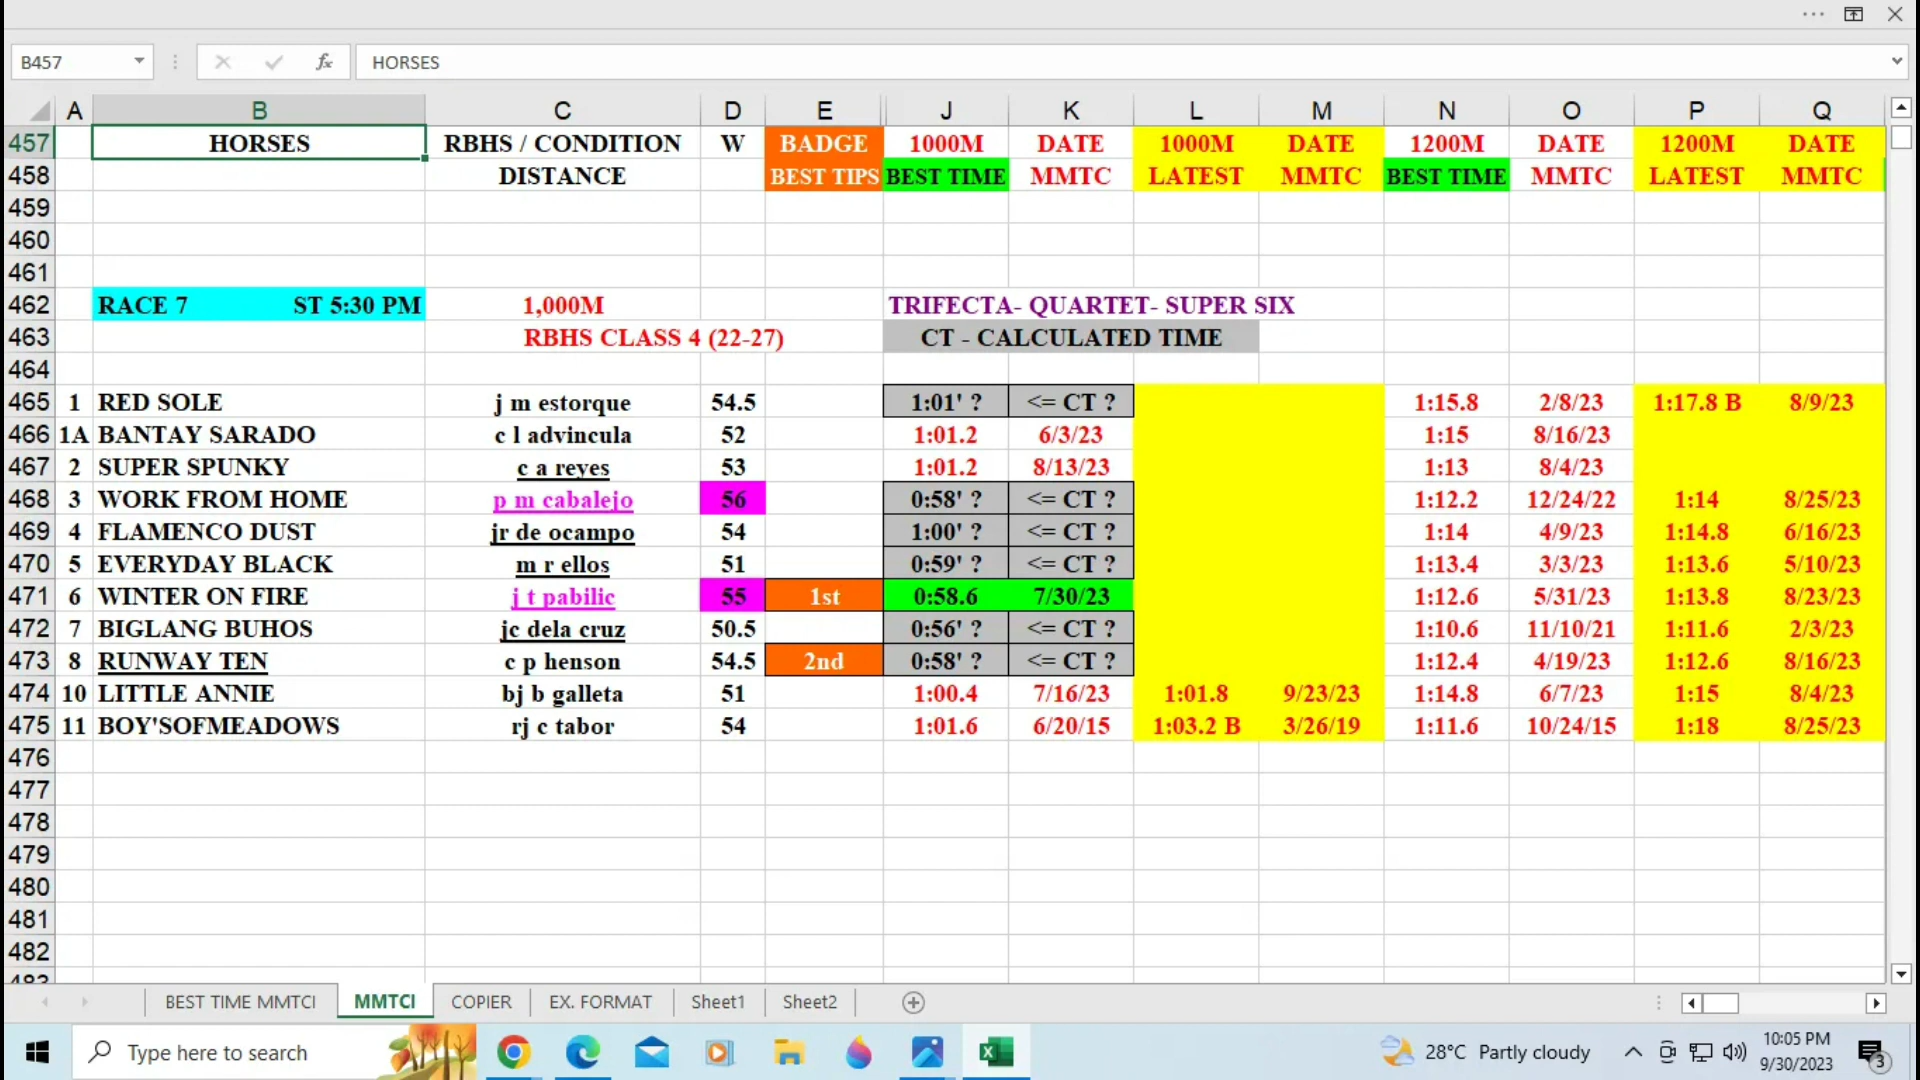 B457 fx HORSES
A B C D E J K L M N O P Q
457 HORSES RBHS / CONDITION W BADGE 1000M DATE 1000M DATE 1200M DATE 1200M DATE
458 DISTANCE BEST TIPS BEST TIME MMTC LATEST MMTC BEST TIME MMTC LATEST MMTC
459
460
461
462 RACE 7 ST 5:30 PM 1,000M TRIFECTA- QUARTET- SUPER SIX
463 RBHS CLASS 4 (22-27) CT - CALCULATED TIME
464
465 1 RED SOLE j m estorque 54.5 1:01' ? <= CT ? 1:15.8 2/8/23 1:17.8 B 8/9/23
466 1A BANTAY SARADO c l advincula 52 1:01.2 6/3/23 1:15 8/16/23
467 2 SUPER SPUNKY c a reyes 53 1:01.2 8/13/23 1:13 8/4/23
468 3 WORK FROM HOME p m cabalejo 56 0:58' ? <= CT ? 1:12.2 12/24/22 1:14 8/25/23
469 4 FLAMENCO DUST jr de ocampo 54 1:00' ? <= CT ? 1:14 4/9/23 1:14.8 6/16/23
470 5 EVERYDAY BLACK m r ellos 51 0:59' ? <= CT ? 1:13.4 3/3/23 1:13.6 5/10/23
471 6 WINTER ON FIRE j t pabilic 55 1st 0:58.6 7/30/23 1:12.6 5/31/23 1:13.8 8/23/23
472 7 BIGLANG BUHOS jc dela cruz 50.5 0:56' ? <= CT ? 1:10.6 11/10/21 1:11.6 2/3/23
473 8 RUNWAY TEN c p henson 54.5 2nd 0:58' ? <= CT ? 1:12.4 4/19/23 1:12.6 8/16/23
474 10 LITTLE ANNIE bj b galleta 51 1:00.4 7/16/23 1:01.8 9/23/23 1:14.8 6/7/23 1:15 8/4/23
475 11 BOY'SOFMEADOWS rj c tabor 54 1:01.6 6/20/15 1:03.2 B 3/26/19 1:11.6 10/24/15 1:18 8/25/23
476
477
478
479
480
481
482
483
BEST TIME MMTCI MMTCI COPIER EX. FORMAT Sheet1 Sheet2
Type here to search 28°C Partly cloudy 10:05 PM
9/30/2023 3